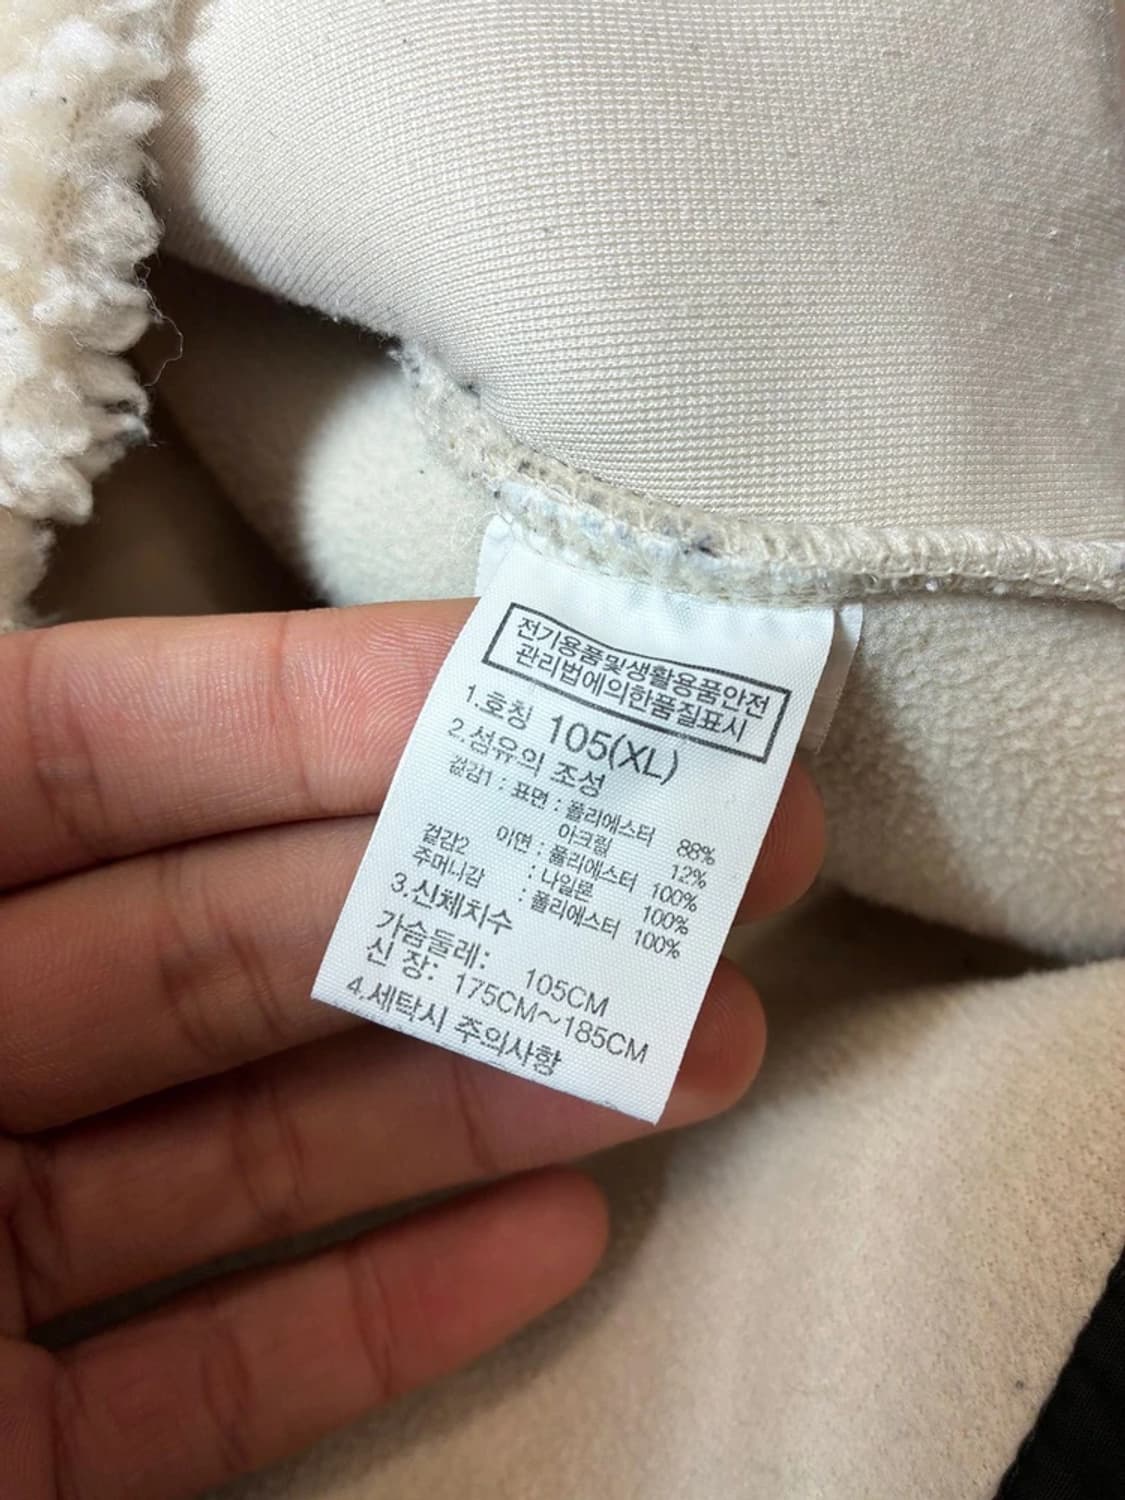 전기용품및생활용품안전
관리법에의한품질표시
1.호칭 105(XL)
2.섬유의 조성
겉감1 : 표면 : 폴리에스터 88%
아크릴 12%
이면 : 폴리에스터 100%
겉감2 : 나일론 100%
주머니감 : 폴리에스터 100%
3.신체치수
가슴둘레: 105CM
신 장: 175CM~185CM
4.세탁시 주의사항